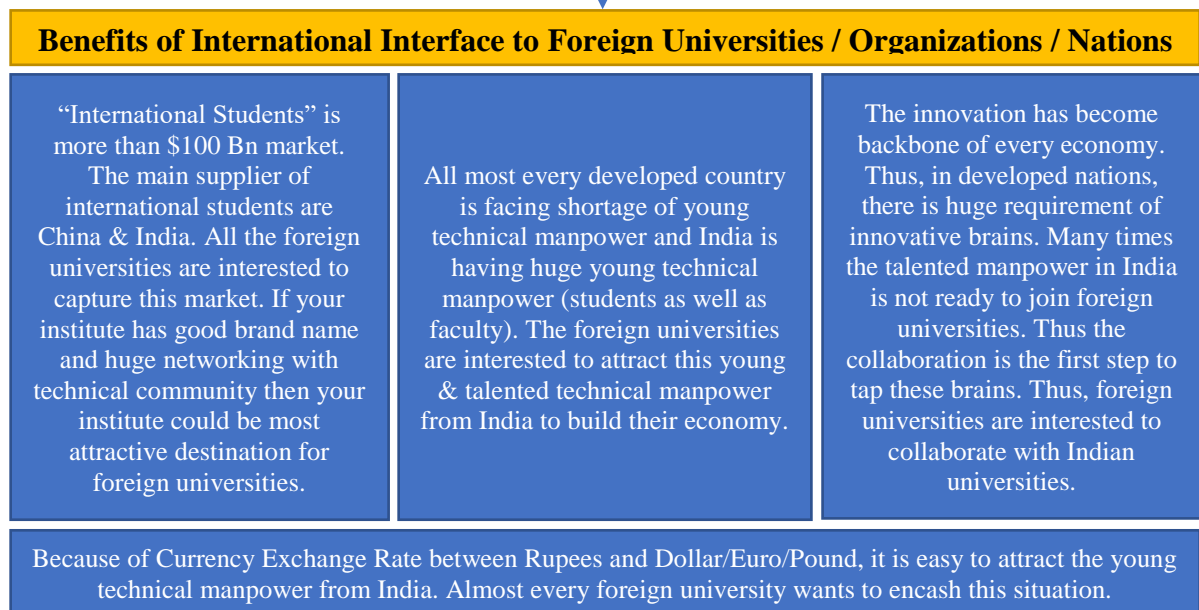 Benefits of International Interface to Foreign Universities / Organizations / Nations
“International Students” is
more than $100 Bn market.
The main supplier of
international students are
China & India. All the foreign
universities are interested to
capture this market. If your
institute has good brand name
and huge networking with
technical community then your
institute could be most
attractive destination for
foreign universities.
All most every developed country
is facing shortage of young
technical manpower and India is
having huge young technical
manpower (students as well as
faculty). The foreign universities
are interested to attract this young
& talented technical manpower
from India to build their economy.
The innovation has become
backbone of every economy.
Thus, in developed nations,
there is huge requirement of
innovative brains. Many times
the talented manpower in India
is not ready to join foreign
universities. Thus the
collaboration is the first step to
tap these brains. Thus, foreign
universities are interested to
collaborate with Indian
universities.
Because of Currency Exchange Rate between Rupees and Dollar/Euro/Pound, it is easy to attract the young
technical manpower from India. Almost every foreign university wants to encash this situation.